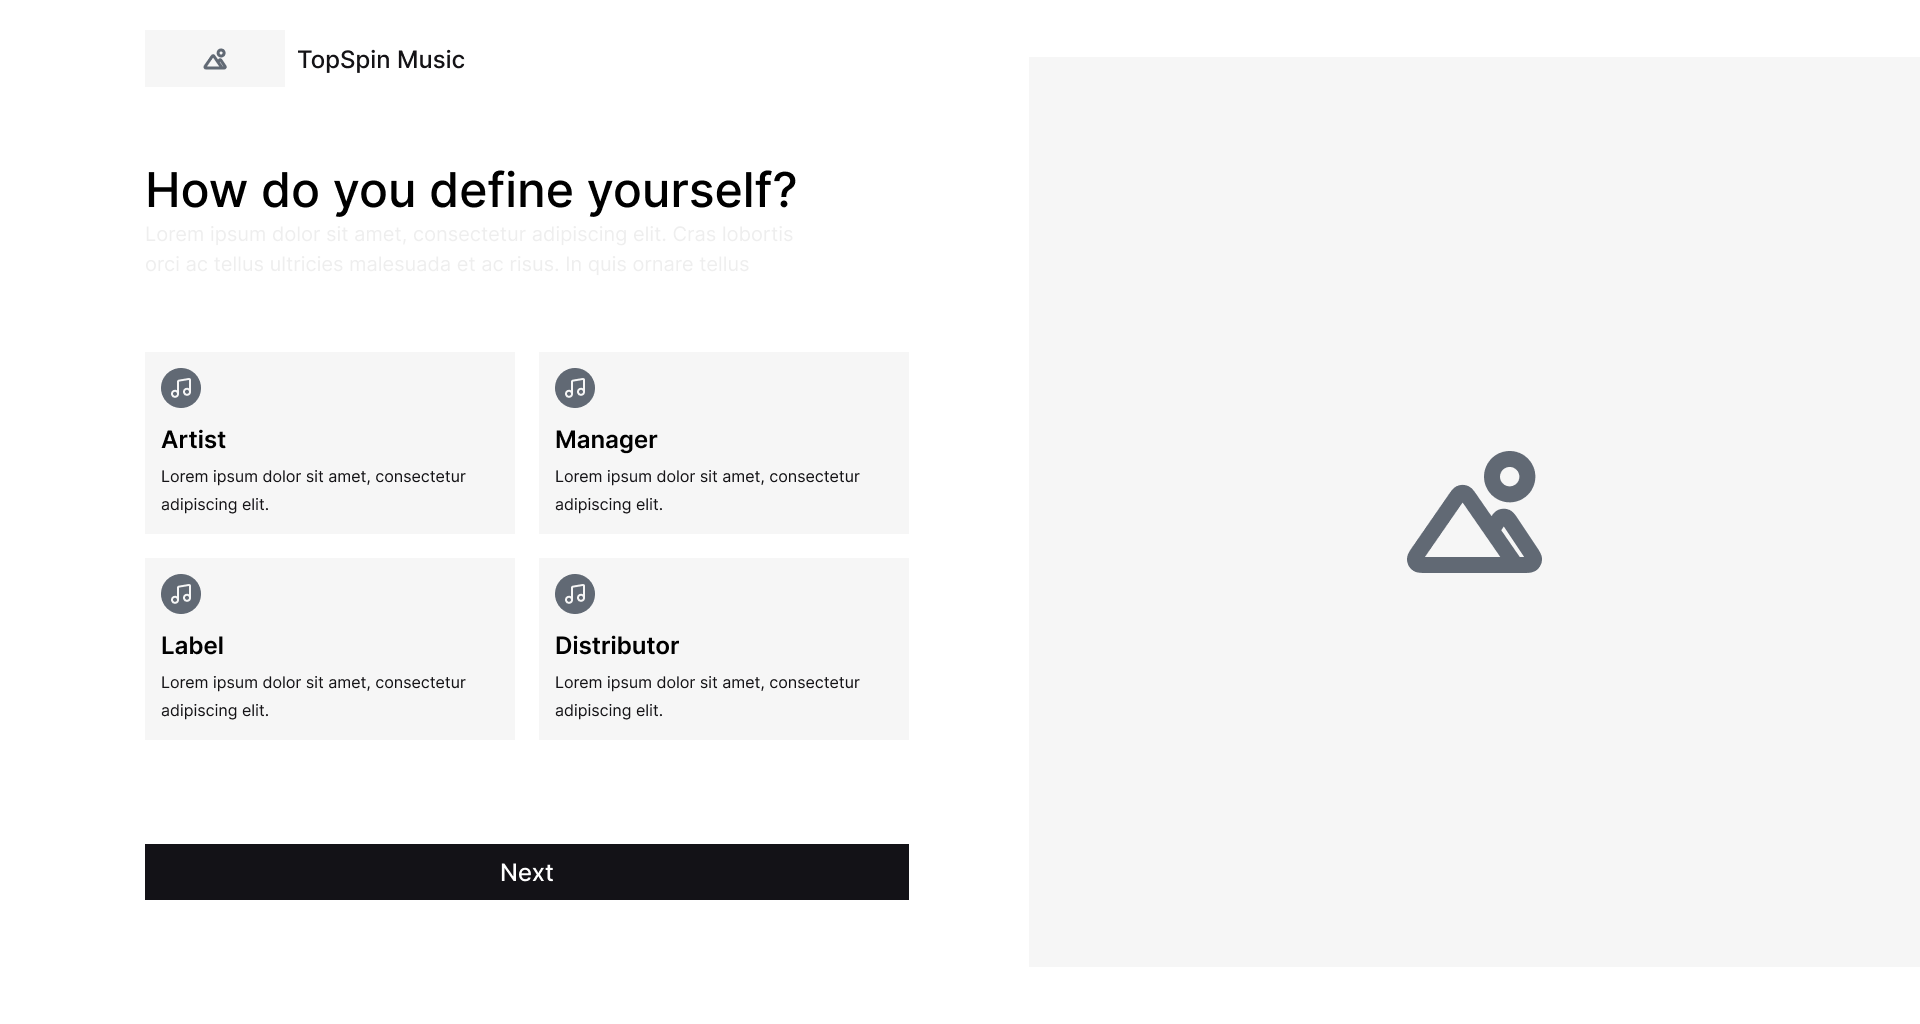 TopSpin Music
How do you define yourself?
Lorem ipsum dolor sit amet, consectetur adipiscing elit. Cras lobortis
orci ac tellus ultricies malesuada et ac risus. In quis ornare tellus
Artist
Lorem ipsum dolor sit amet, consectetur
adipiscing elit.
Manager
Lorem ipsum dolor sit amet, consectetur
adipiscing elit.
Label
Lorem ipsum dolor sit amet, consectetur
adipiscing elit.
Distributor
Lorem ipsum dolor sit amet, consectetur
adipiscing elit.
Next